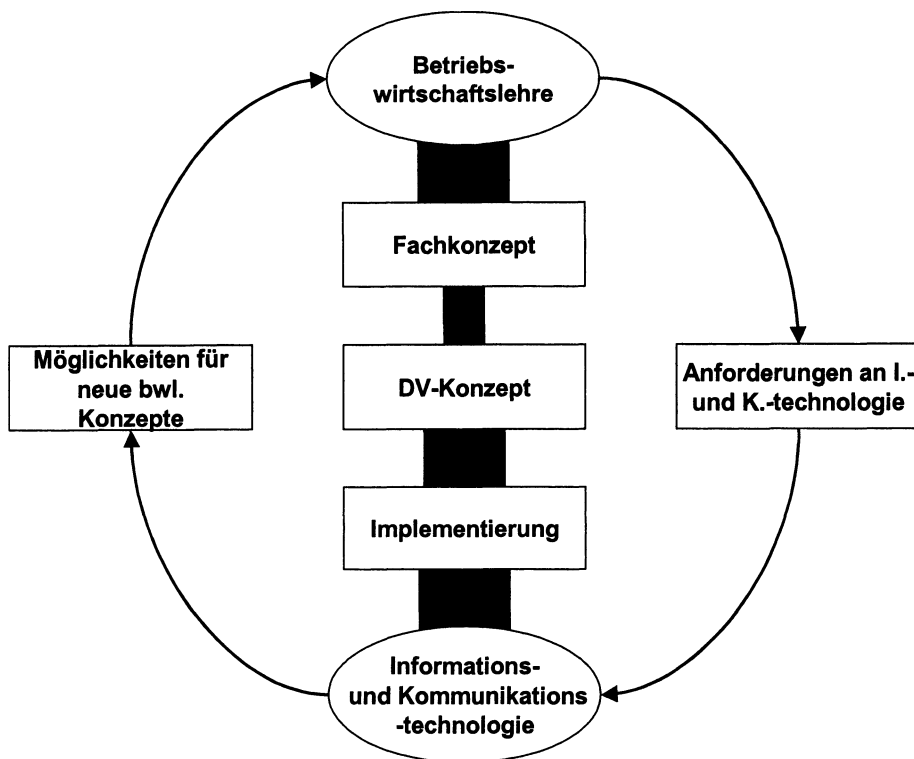 Betriebs-
wirtschaftslehre
Fachkonzept
Möglichkeiten für
neue bwl.
Konzepte
DV-Konzept
Anforderungen an I.-
und K.-technologie
Implementierung
Informations-
und Kommunikations
-technologie